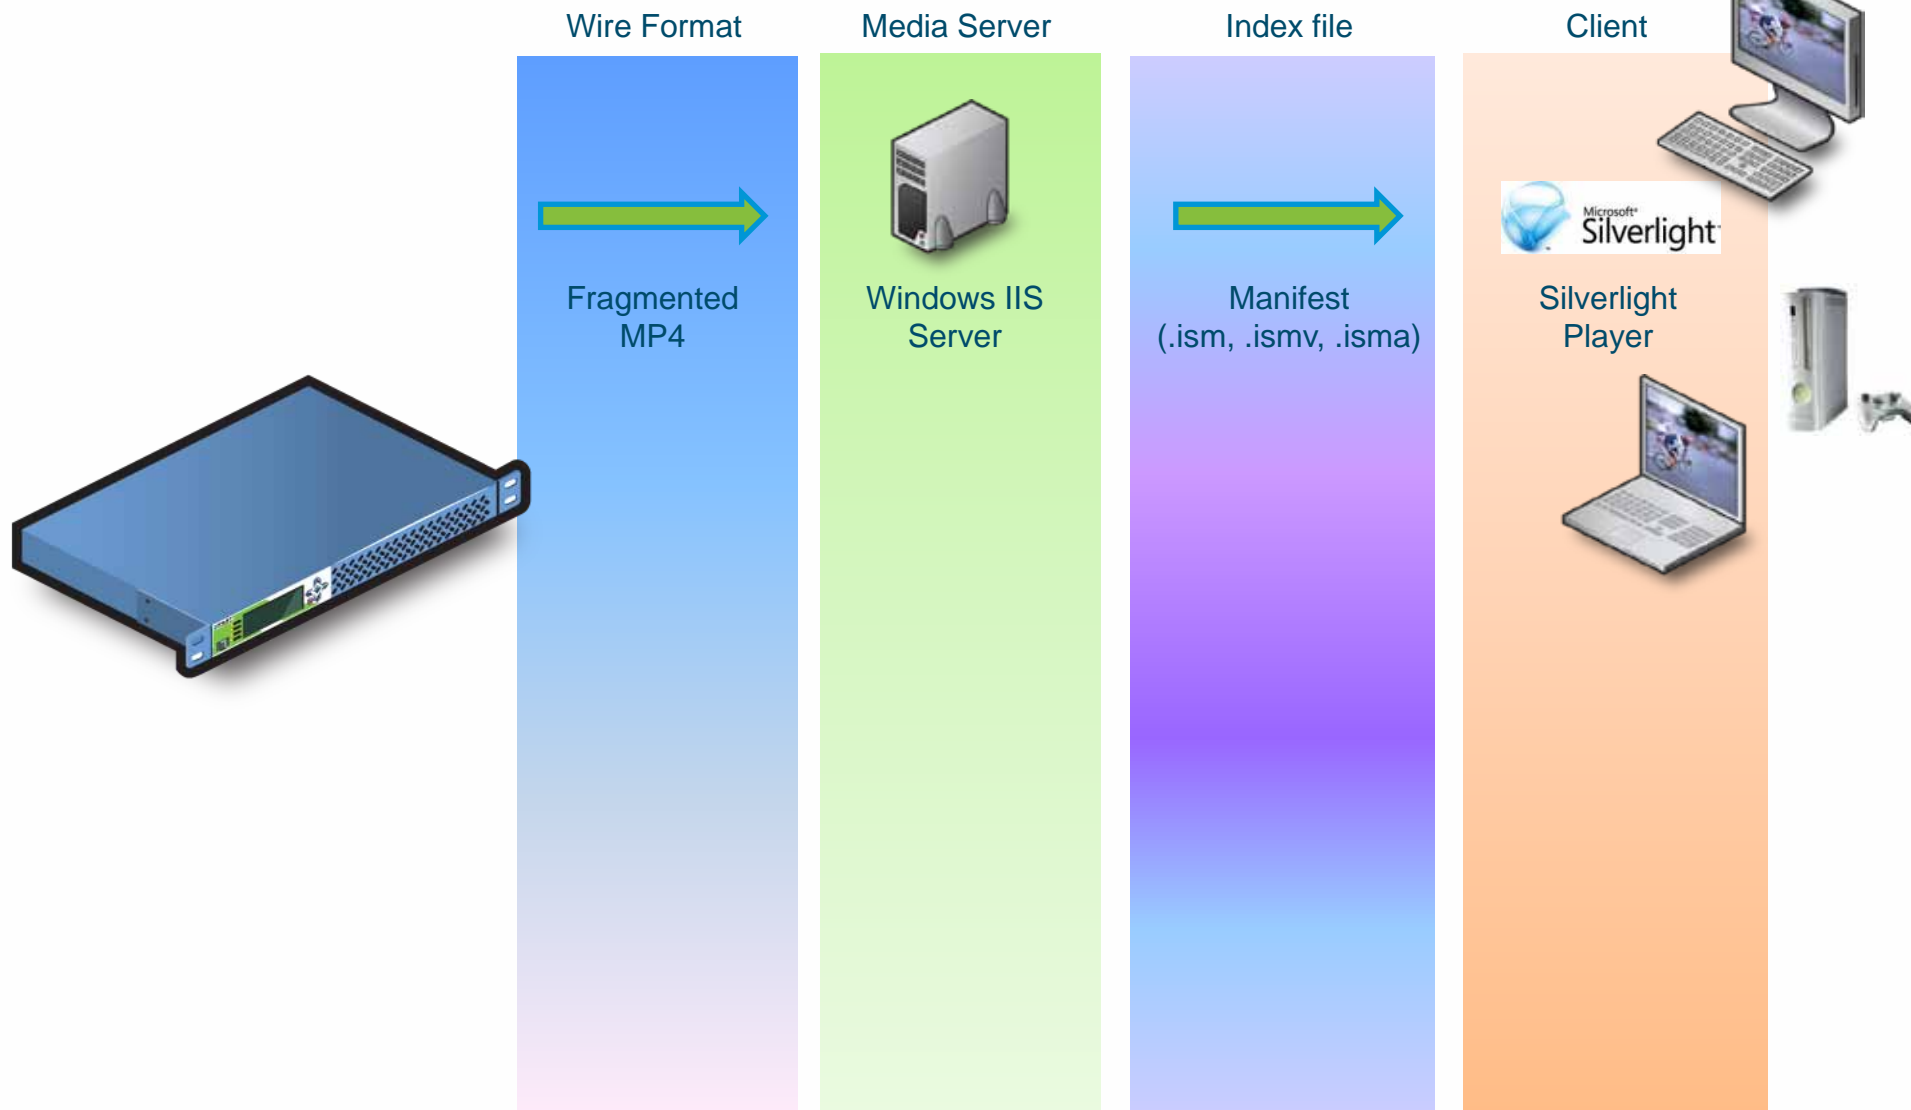 Wire Format
Media Server
Index file
Client
Microsoft
Silverlight
Fragmented
MP4
Windows IIS
Server
Manifest
(.ism, .ismv, .isma)
Silverlight
Player